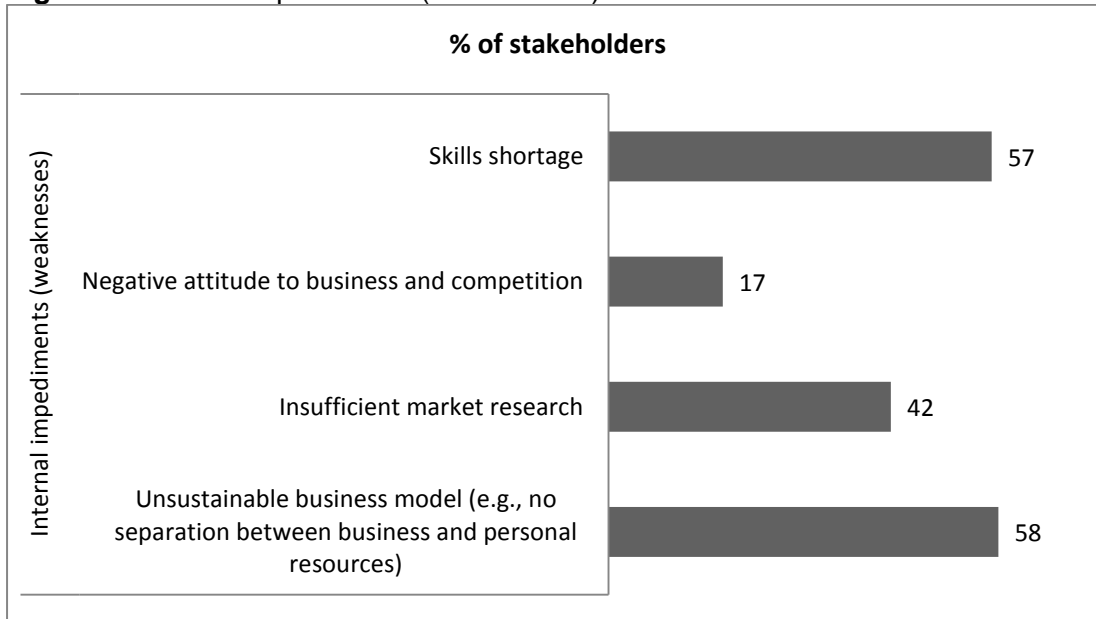 % of stakeholders
Internal impediments (weaknesses)
Skills shortage
57
Negative attitude to business and competition
17
Insufficient market research
42
Unsustainable business model (e.g., no
separation between business and personal
resources)
58